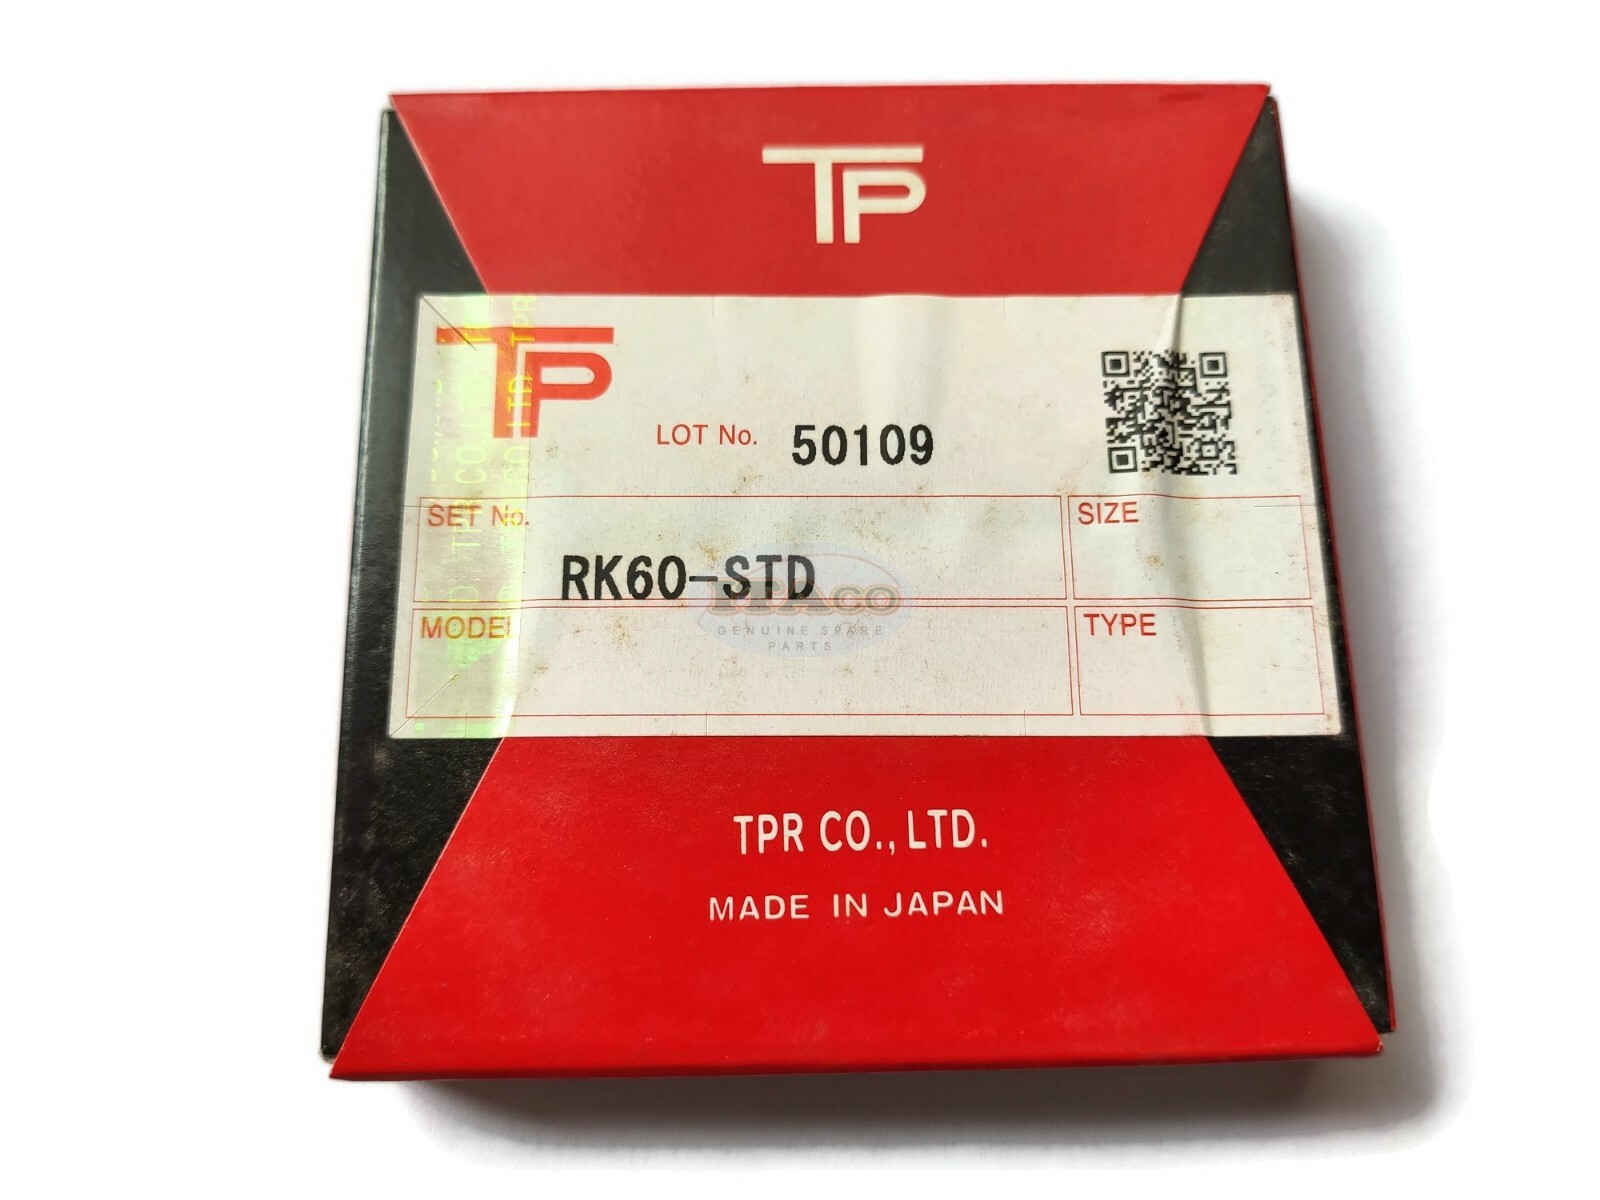 TP
TP
LOT No. 50109
SET No.
RK60-STD
SIZE
MODEL
TYPE
ITACO
GENUINE SPARE
PARTS
TPR CO., LTD.
MADE IN JAPAN